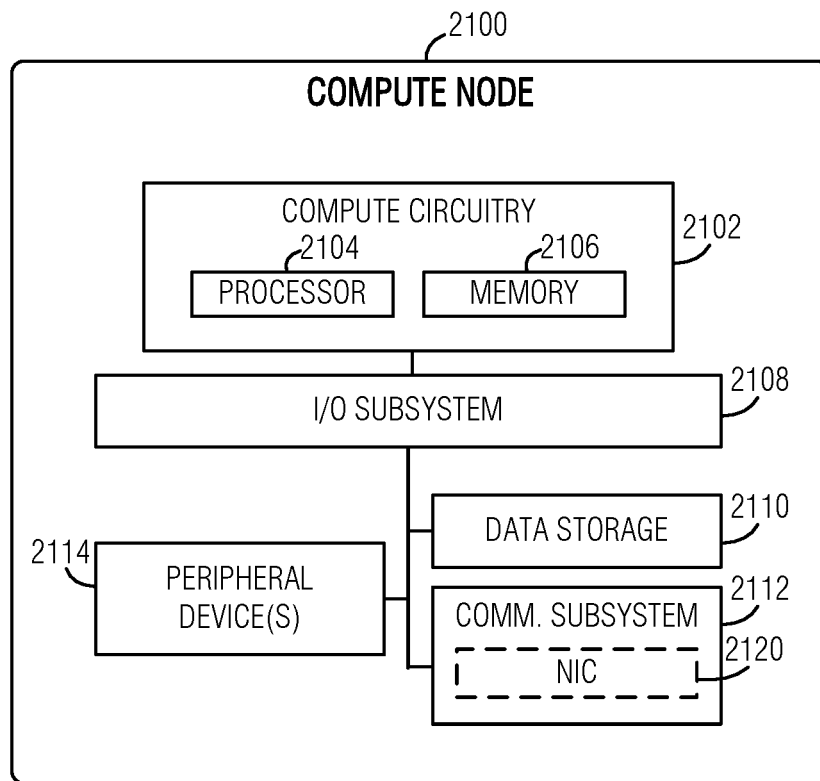 2100
COMPUTE NODE
COMPUTE CIRCUITRY
2102
2104
2106
PROCESSOR
MEMORY
I/O SUBSYSTEM
2108
DATA STORAGE
2110
2114
PERIPHERAL
DEVICE(S)
COMM. SUBSYSTEM
2112
NIC
2120